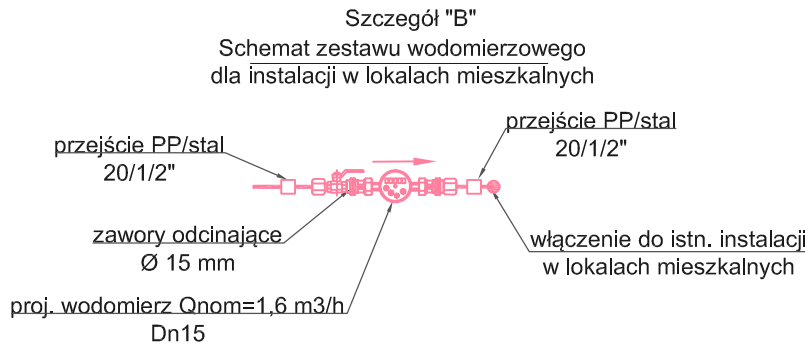 Szczegół "B"
Schemat zestawu wodomierzowego
dla instalacji w lokalach mieszkalnych
przejście PP/stal
20/1/2"
przejście PP/stal
20/1/2"
zawory odcinające
Ø 15 mm
włączenie do istn. instalacji
w lokalach mieszkalnych
proj. wodomierz Qnom=1,6 m3/h
Dn15